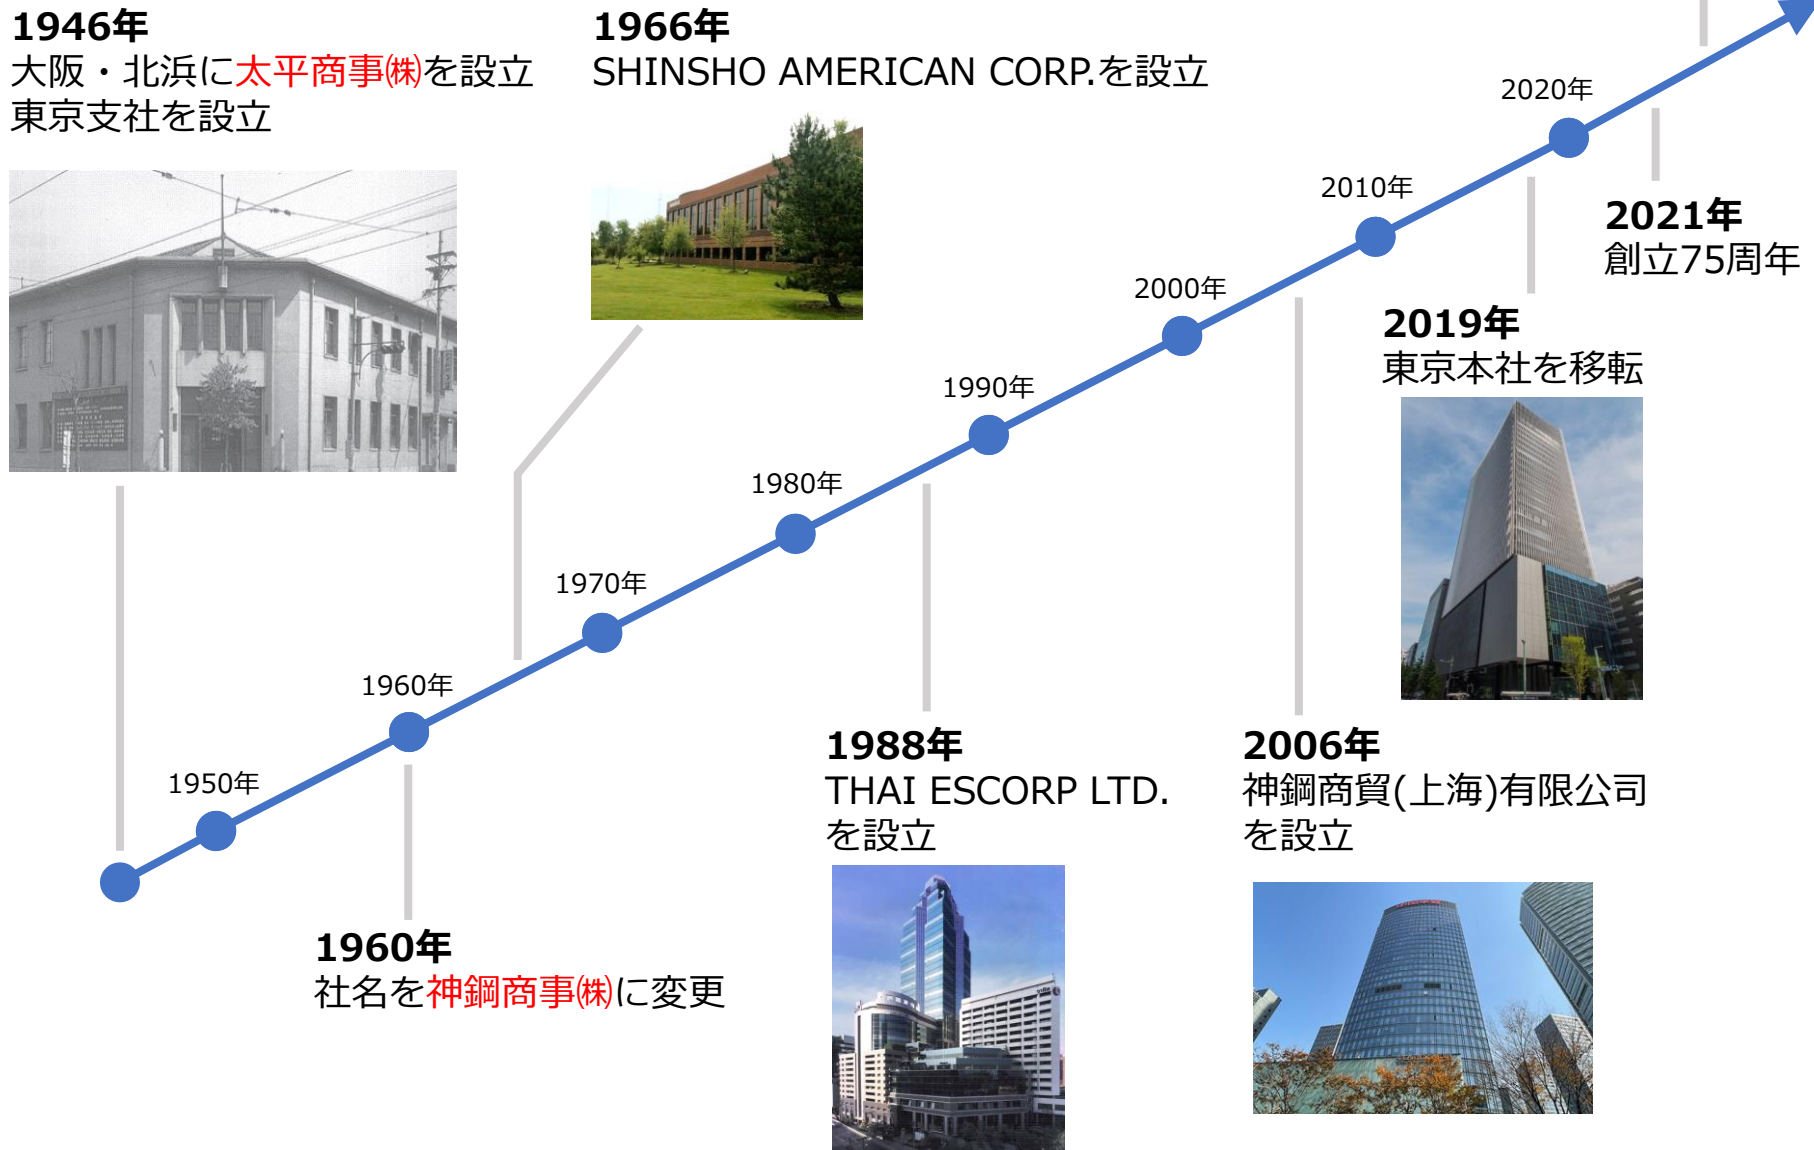 1946年
大阪・北浜に太平商事㈱を設立
東京支社を設立
1966年
SHINSHO AMERICAN CORP.を設立
2020年
2010年
2021年
創立75周年
2000年
2019年
東京本社を移転
1990年
1980年
1970年
1960年
1950年
1988年
THAI ESCORP LTD.
を設立
2006年
神鋼商貿(上海)有限公司
を設立
1960年
社名を神鋼商事㈱に変更